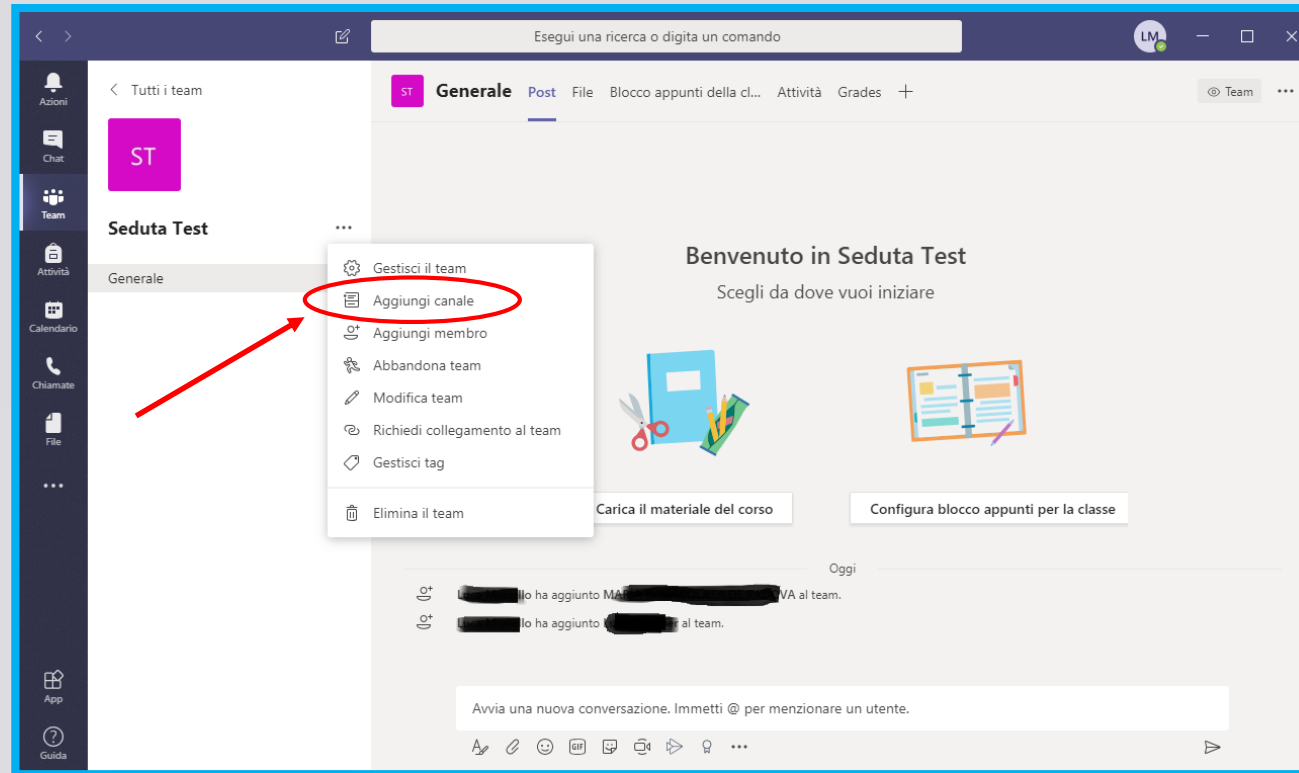 Esegui una ricerca o digita un comando
LM
Azioni
Chat
Team
Attività
Calendario
Chiamate
File
App
Guida
Tutti i team
ST
Seduta Test
Generale
Gestisci il team
Aggiungi canale
Aggiungi membro
Abbandona team
Modifica team
Richiedi collegamento al team
Gestisci tag
Elimina il team
ST Generale Post File Blocco appunti della cl... Attività Grades
Team
Benvenuto in Seduta Test
Scegli da dove vuoi iniziare
Carica il materiale del corso
Configura blocco appunti per la classe
Oggi
ha aggiunto al team.
ha aggiunto al team.
Avvia una nuova conversazione. Immetti @ per menzionare un utente.
GIF